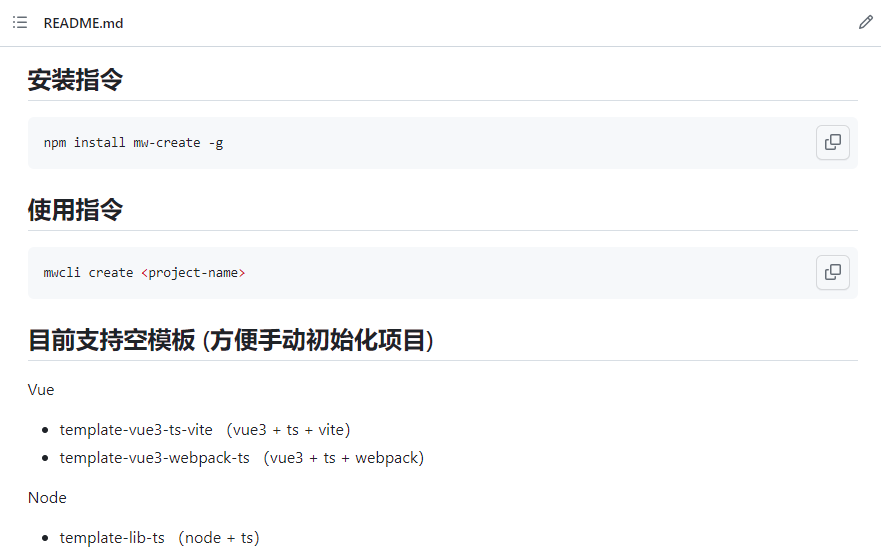 README.md
安装指令
npm install mw-create -g
使用指令
mwcli create <project-name>
目前支持空模板 (方便手动初始化项目)
Vue
template-vue3-ts-vite (vue3 + ts + vite)
template-vue3-webpack-ts (vue3 + ts + webpack)
Node
template-lib-ts (node + ts)